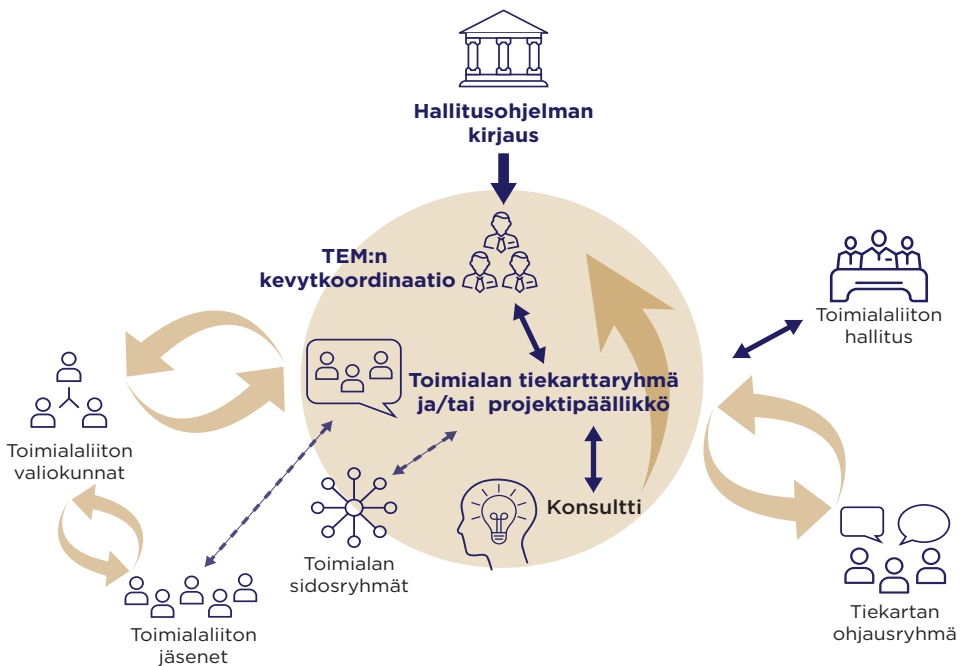 Hallitusohjelman
kirjaus
TEM:n
kevytkoordinaatio
Toimialaliiton
hallitus
Toimialan tiekarttaryhmä
ja/tai projektipäällikkö
Toimialaliiton
valiokunnat
Konsultti
Toimialan
sidosryhmät
Toimialaliiton
jäsenet
Tiekartan
ohjausryhmä